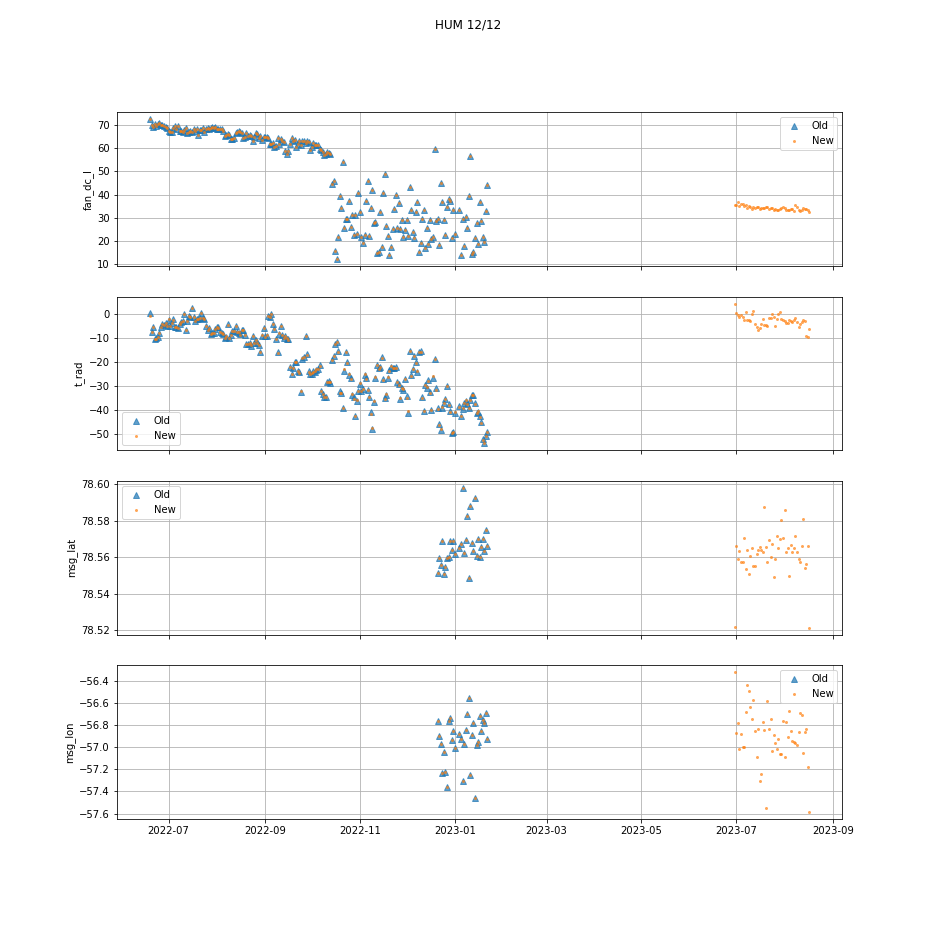 HUM 12/12
70
60
50
40
30
20
10
fan_dc_I
Old
New
0
−10
−20
−30
−40
−50
t_rad
Old
New
78.60
78.58
78.56
78.54
78.52
msg_lat
Old
New
−56.4
−56.6
−56.8
−57.0
−57.2
−57.4
−57.6
msg_lon
Old
New
2022-07 2022-09 2022-11 2023-01 2023-03 2023-05 2023-07 2023-09